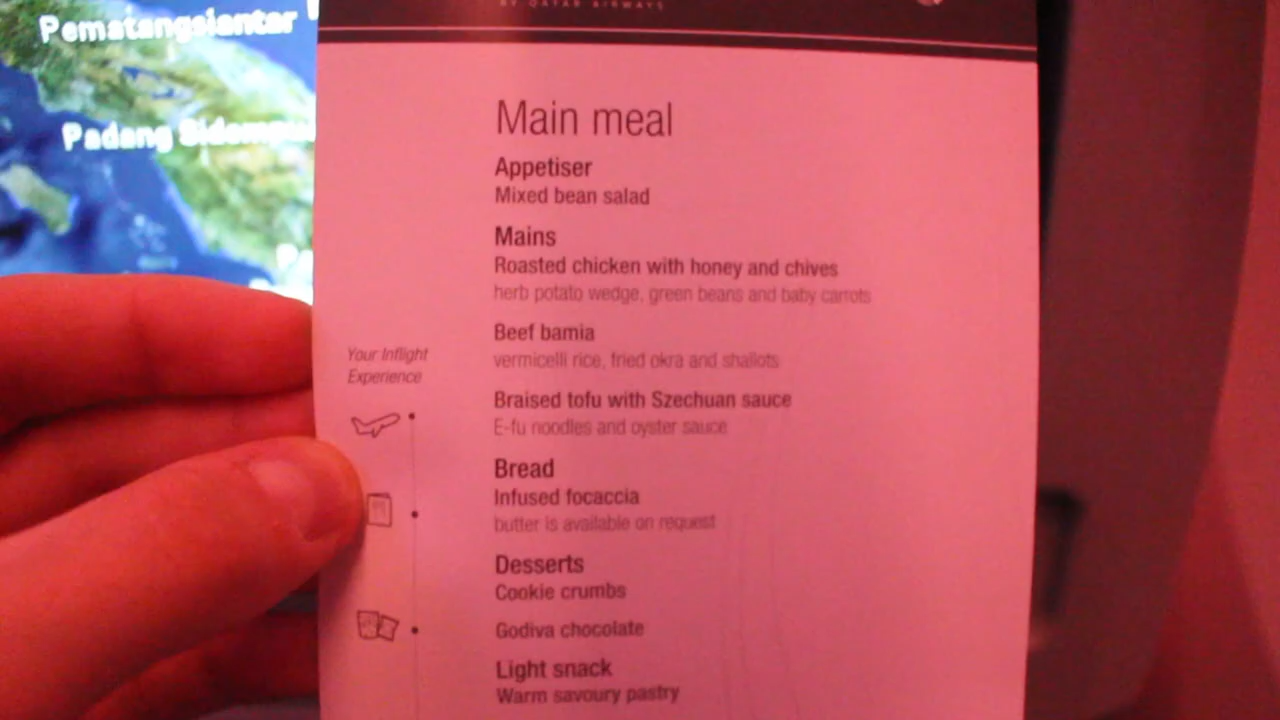 Pematangsiantar
Padang
BY QATAR AIRWAYS
Main meal
Appetiser
Mixed bean salad
Mains
Roasted chicken with honey and chives
herb potato wedge, green beans and baby carrots
Beef bamia
vermicelli rice, fried okra and shallots
Braised tofu with Szechuan sauce
E-fu noodles and oyster sauce
Bread
Infused focaccia
butter is available on request
Desserts
Cookie crumbs
Godiva chocolate
Light snack
Warm savoury pastry
Your Inflight
Experience